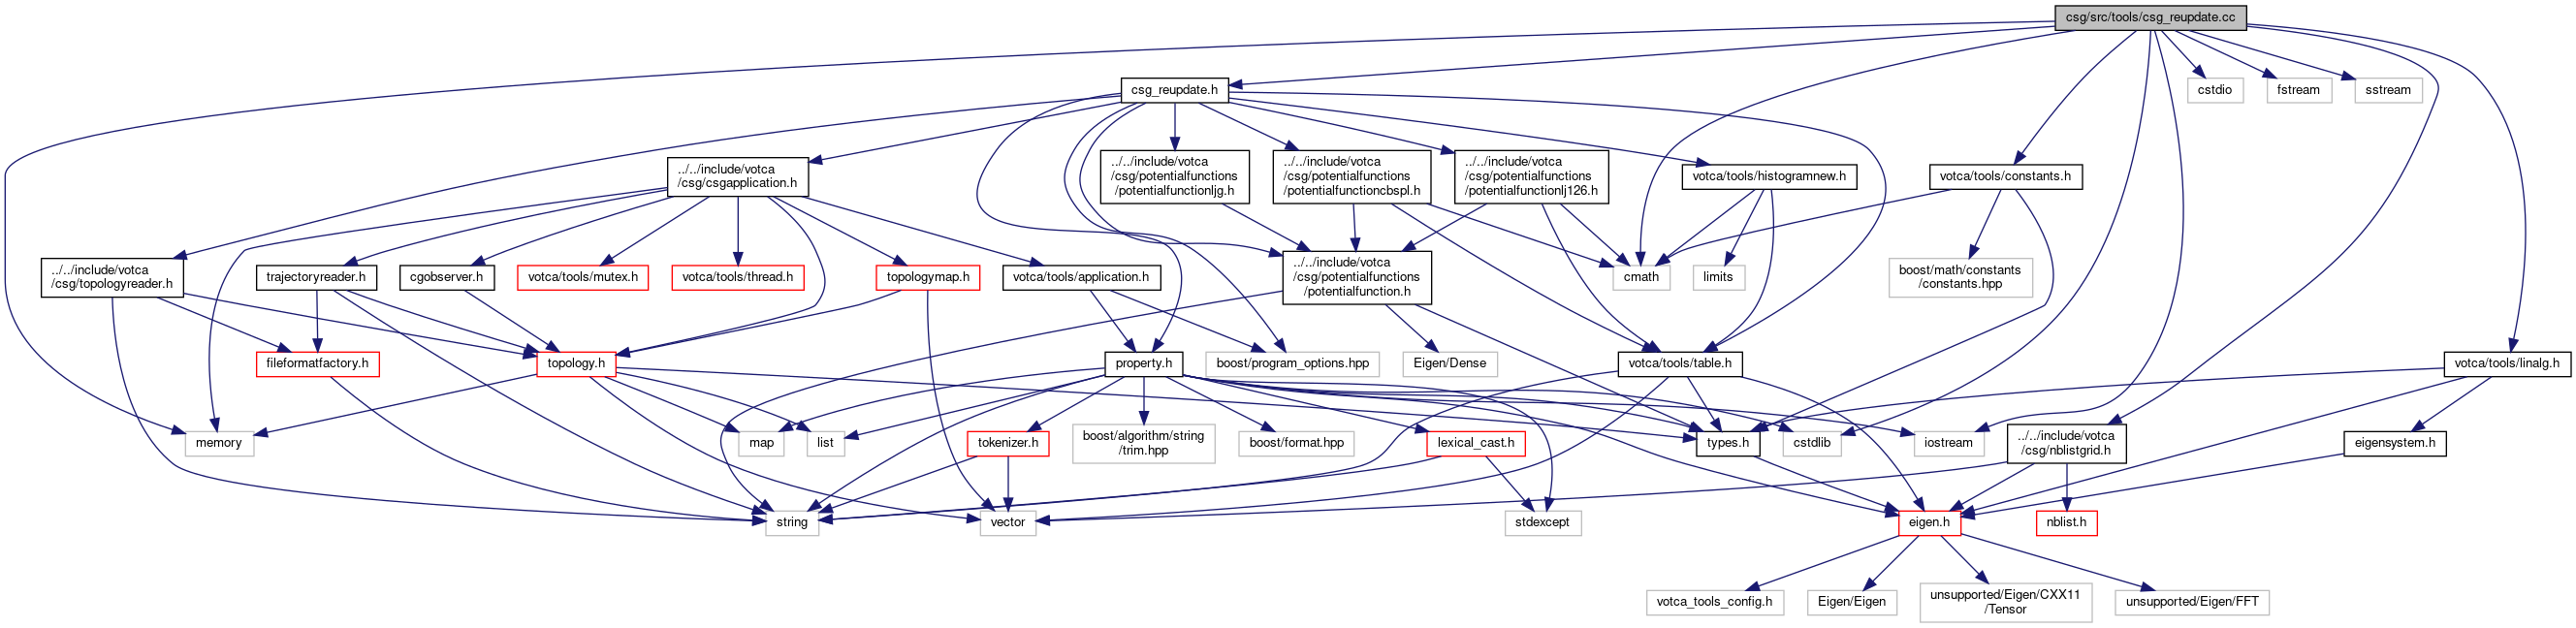 csg/src/tools/csg_reupdate.cc
csg_reupdate.h
cstdio
fstream
sstream
../../include/votca
/csg/csgapplication.h
../../include/votca
/csg/potentialfunctions
/potentialfunctionljg.h
../../include/votca
/csg/potentialfunctions
/potentialfunctioncbspl.h
../../include/votca
/csg/potentialfunctions
/potentialfunctionlj126.h
votca/tools/histogramnew.h
votca/tools/constants.h
../../include/votca
/csg/topologyreader.h
trajectoryreader.h
cgobserver.h
votca/tools/mutex.h
votca/tools/thread.h
topologymap.h
votca/tools/application.h
../../include/votca
/csg/potentialfunctions
/potentialfunction.h
cmath
limits
boost/math/constants
/constants.hpp
fileformatfactory.h
topology.h
property.h
boost/program_options.hpp
Eigen/Dense
votca/tools/table.h
votca/tools/linalg.h
memory
map
list
tokenizer.h
boost/algorithm/string
/trim.hpp
boost/format.hpp
lexical_cast.h
types.h
cstdlib
iostream
../../include/votca
/csg/nblistgrid.h
eigensystem.h
string
vector
stdexcept
eigen.h
nblist.h
votca_tools_config.h
Eigen/Eigen
unsupported/Eigen/CXX11
/Tensor
unsupported/Eigen/FFT